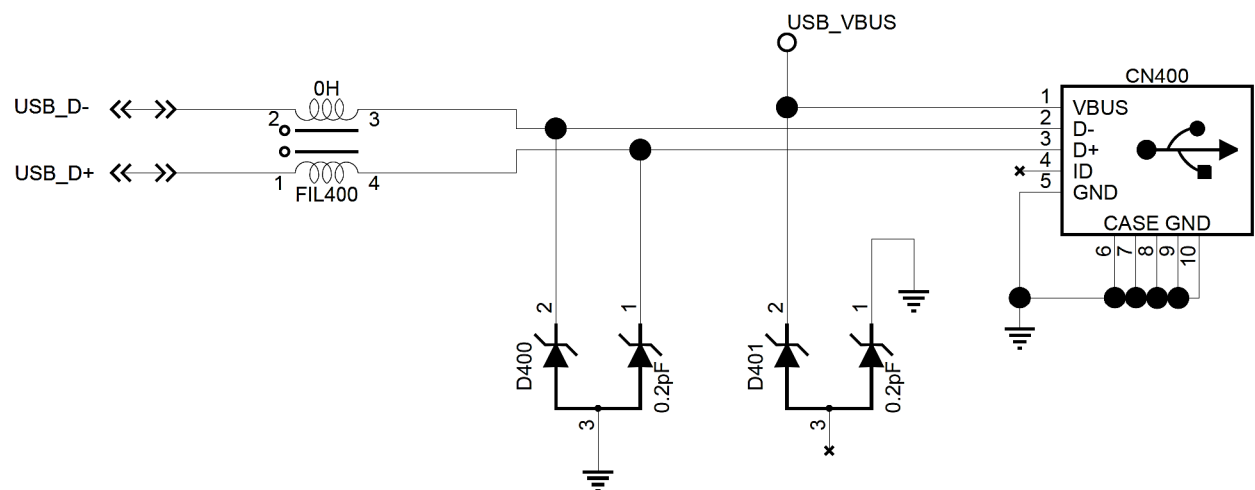 USB_VBUS
CN400
USB_D-
0H
2
3
1
VBUS
2
D-
3
D+
4
ID
5
GND
USB_D+
1
4
FIL400
CASE GND
6
7
8
9
10
2
1
2
1
D400
0.2pF
D401
0.2pF
3
3